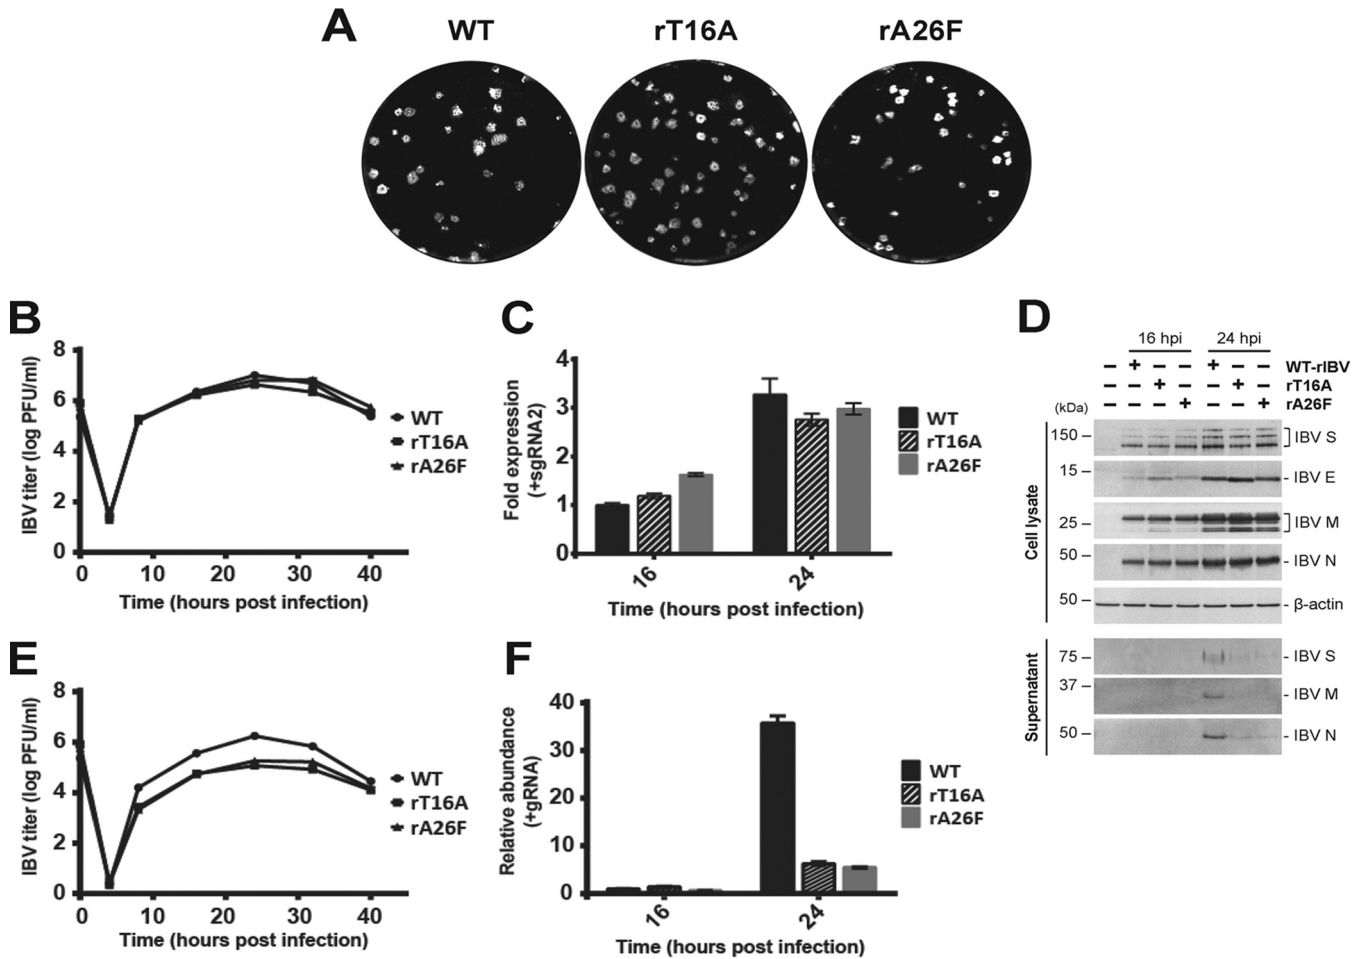 A
WT
rT16A
rA26F
B
IBV titer (log PFU/ml)
8
6
4
2
0
0 10 20 30 40
Time (hours post infection)
WT
rT16A
rA26F
C
Fold expression
(+sgRNA2)
4
3
2
1
0
16 24
Time (hours post infection)
WT
rT16A
rA26F
D
16 hpi 24 hpi
− + − − + − − WT-rIBV
− − + − − + − rT16A
− − − + − − + rA26F
(kDa)
Cell lysate
150 IBV S
15 IBV E
25 IBV M
50 IBV N
50 β-actin
Supernatant
75 IBV S
37 IBV M
50 IBV N
E
IBV titer (log PFU/ml)
8
6
4
2
0
0 10 20 30 40
Time (hours post infection)
WT
rT16A
rA26F
F
Relative abundance
(+gRNA)
40
30
20
10
0
16 24
Time (hours post infection)
WT
rT16A
rA26F